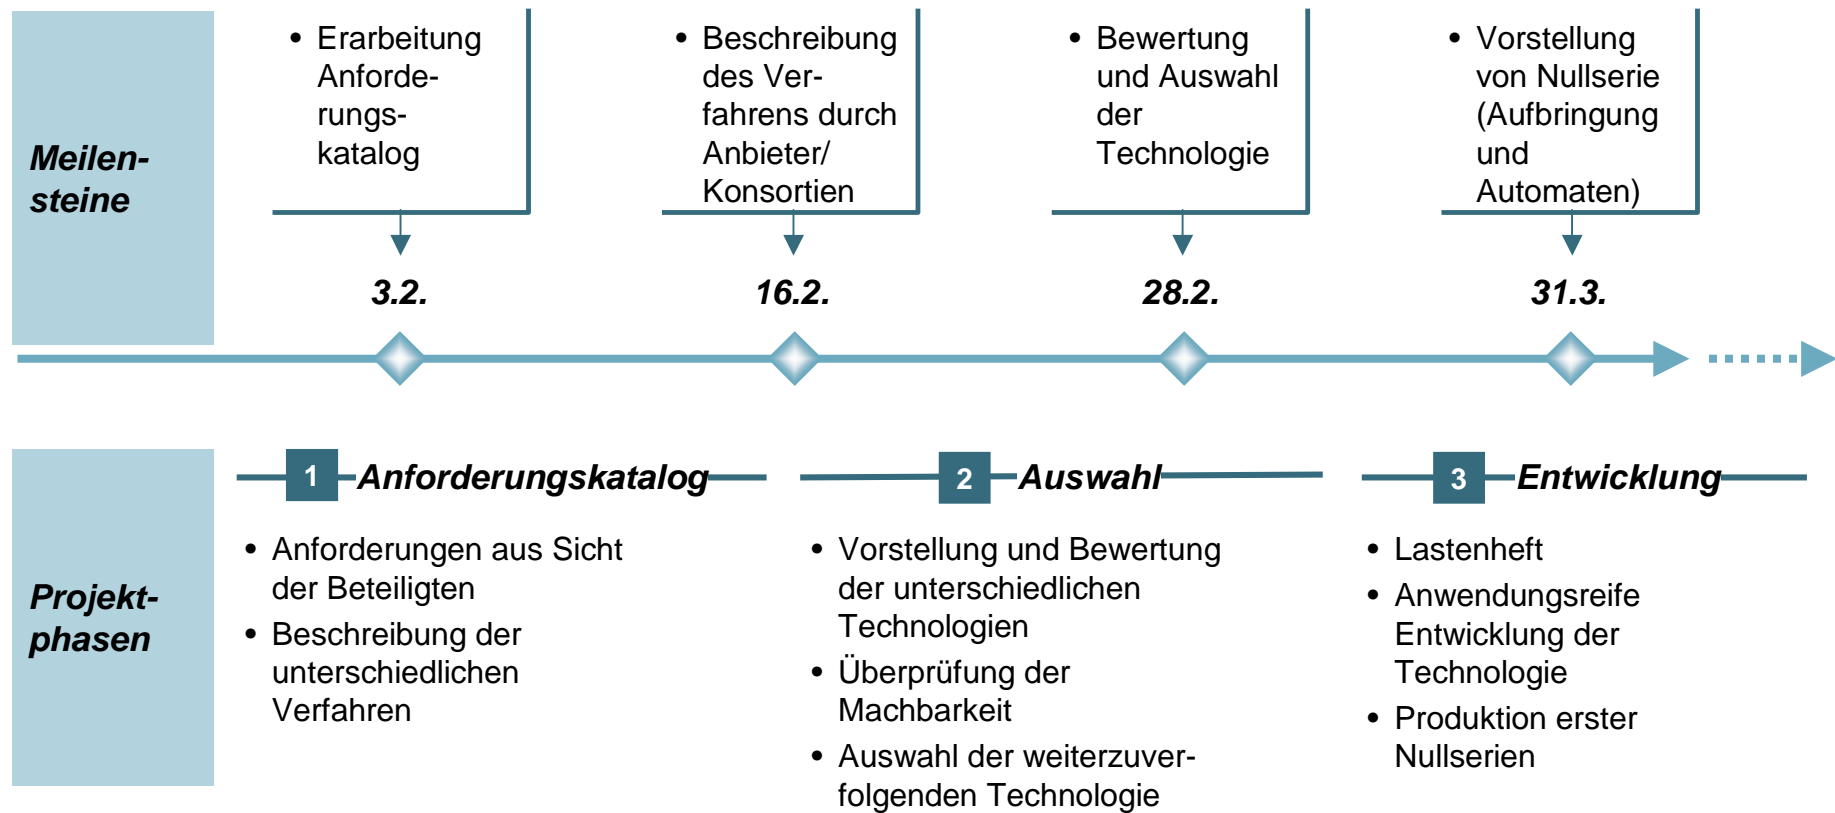 Meilen-
steine
• Erarbeitung
Anforde-
rungs-
katalog
• Beschreibung
des Ver-
fahrens durch
Anbieter/
Konsortien
• Bewertung
und Auswahl
der
Technologie
• Vorstellung
von Nullserie
(Aufbringung
und
Automaten)
3.2.
16.2.
28.2.
31.3.
Projekt-
phasen
1 Anforderungskatalog
• Anforderungen aus Sicht
der Beteiligten
• Beschreibung der
unterschiedlichen
Verfahren
2 Auswahl
• Vorstellung und Bewertung
der unterschiedlichen
Technologien
• Überprüfung der
Machbarkeit
• Auswahl der weiterzuver-
folgenden Technologie
3 Entwicklung
• Lastenheft
• Anwendungsreife
Entwicklung der
Technologie
• Produktion erster
Nullserien